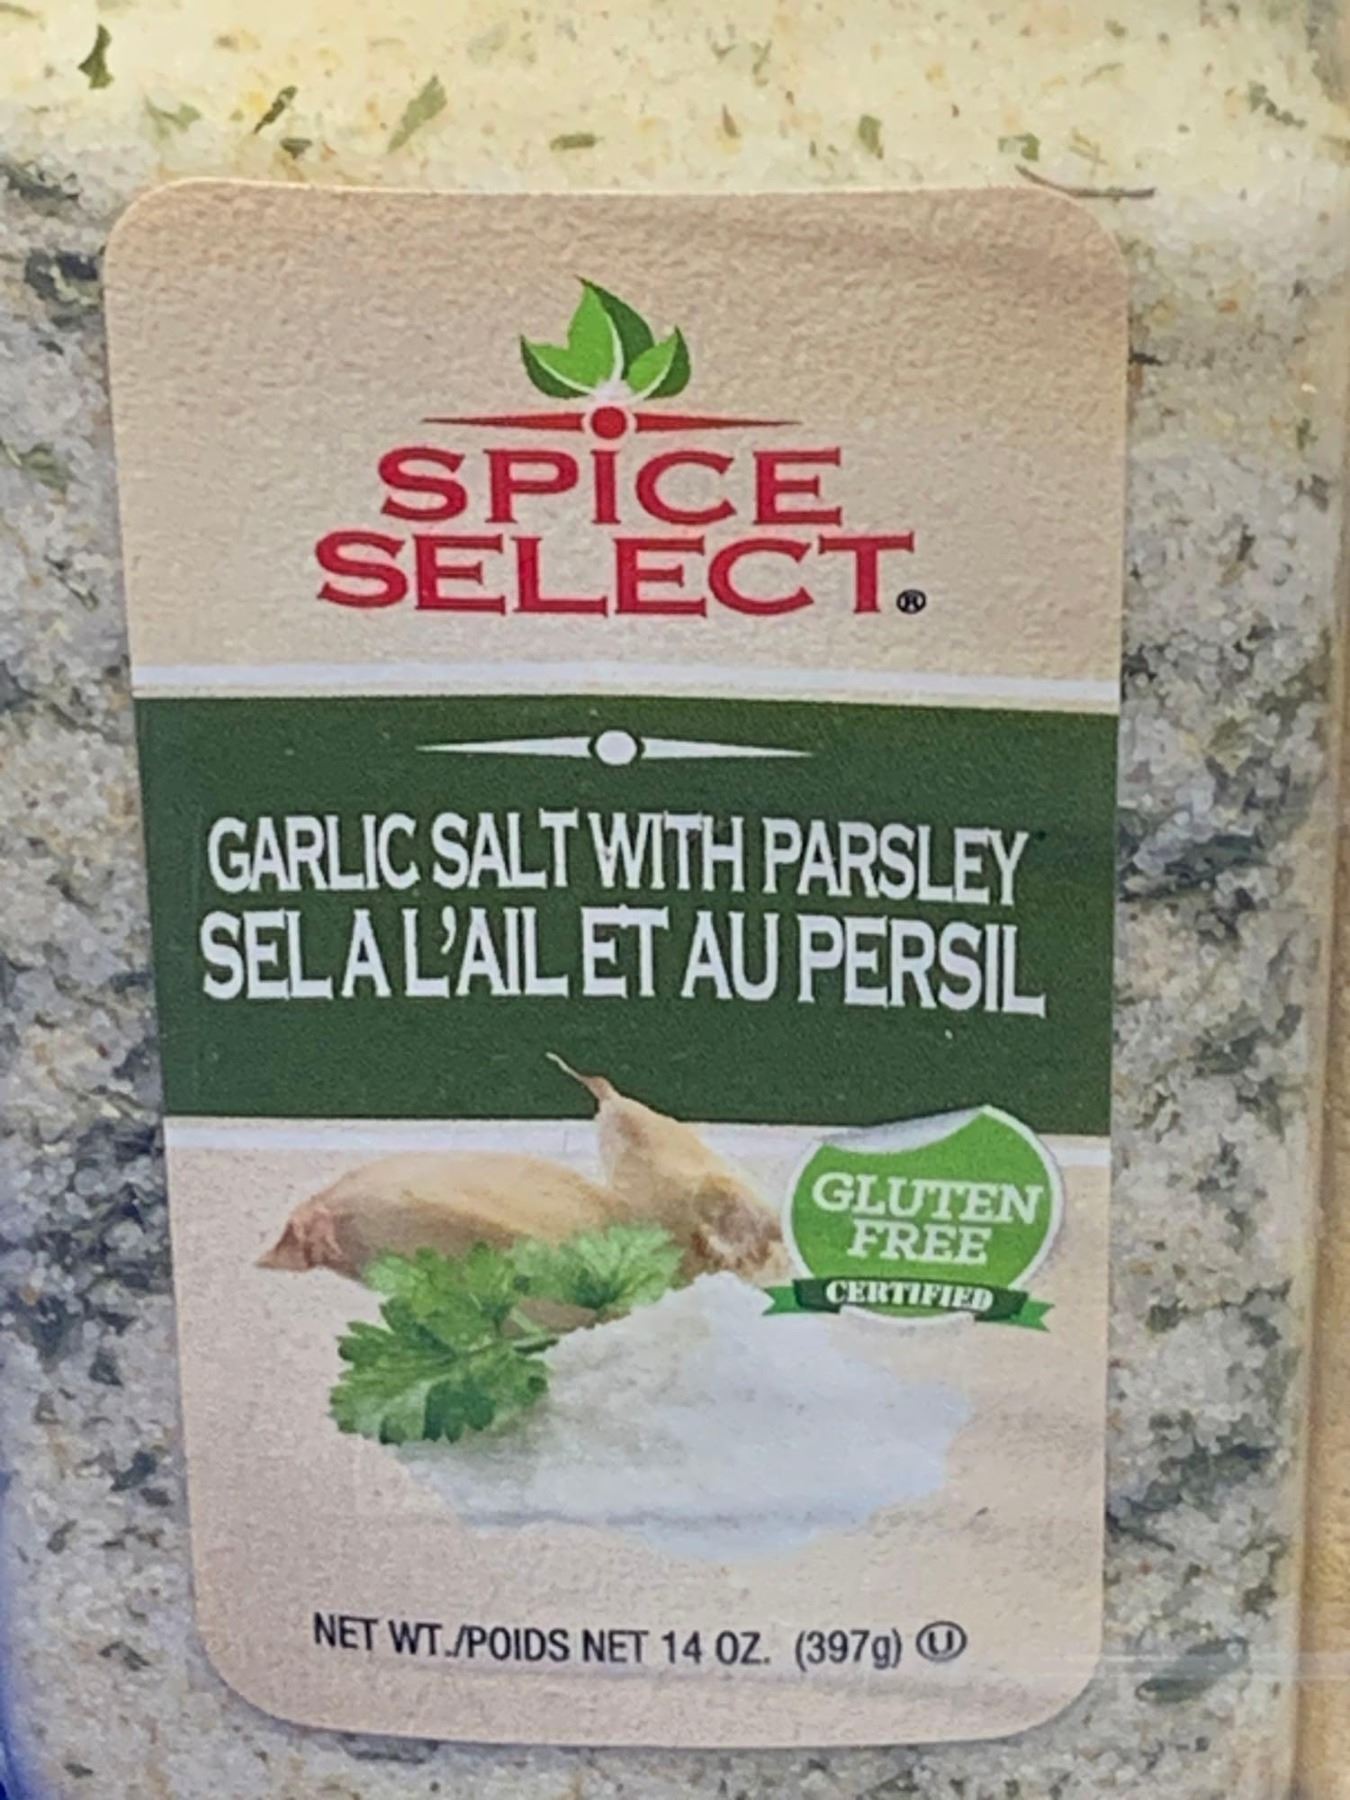 SPICE
SELECT®
GARLIC SALT WITH PARSLEY
SEL A L'AIL ET AU PERSIL
GLUTEN
FREE
CERTIFIED
NET WT./POIDS NET 14 OZ. (397g) Ⓤ